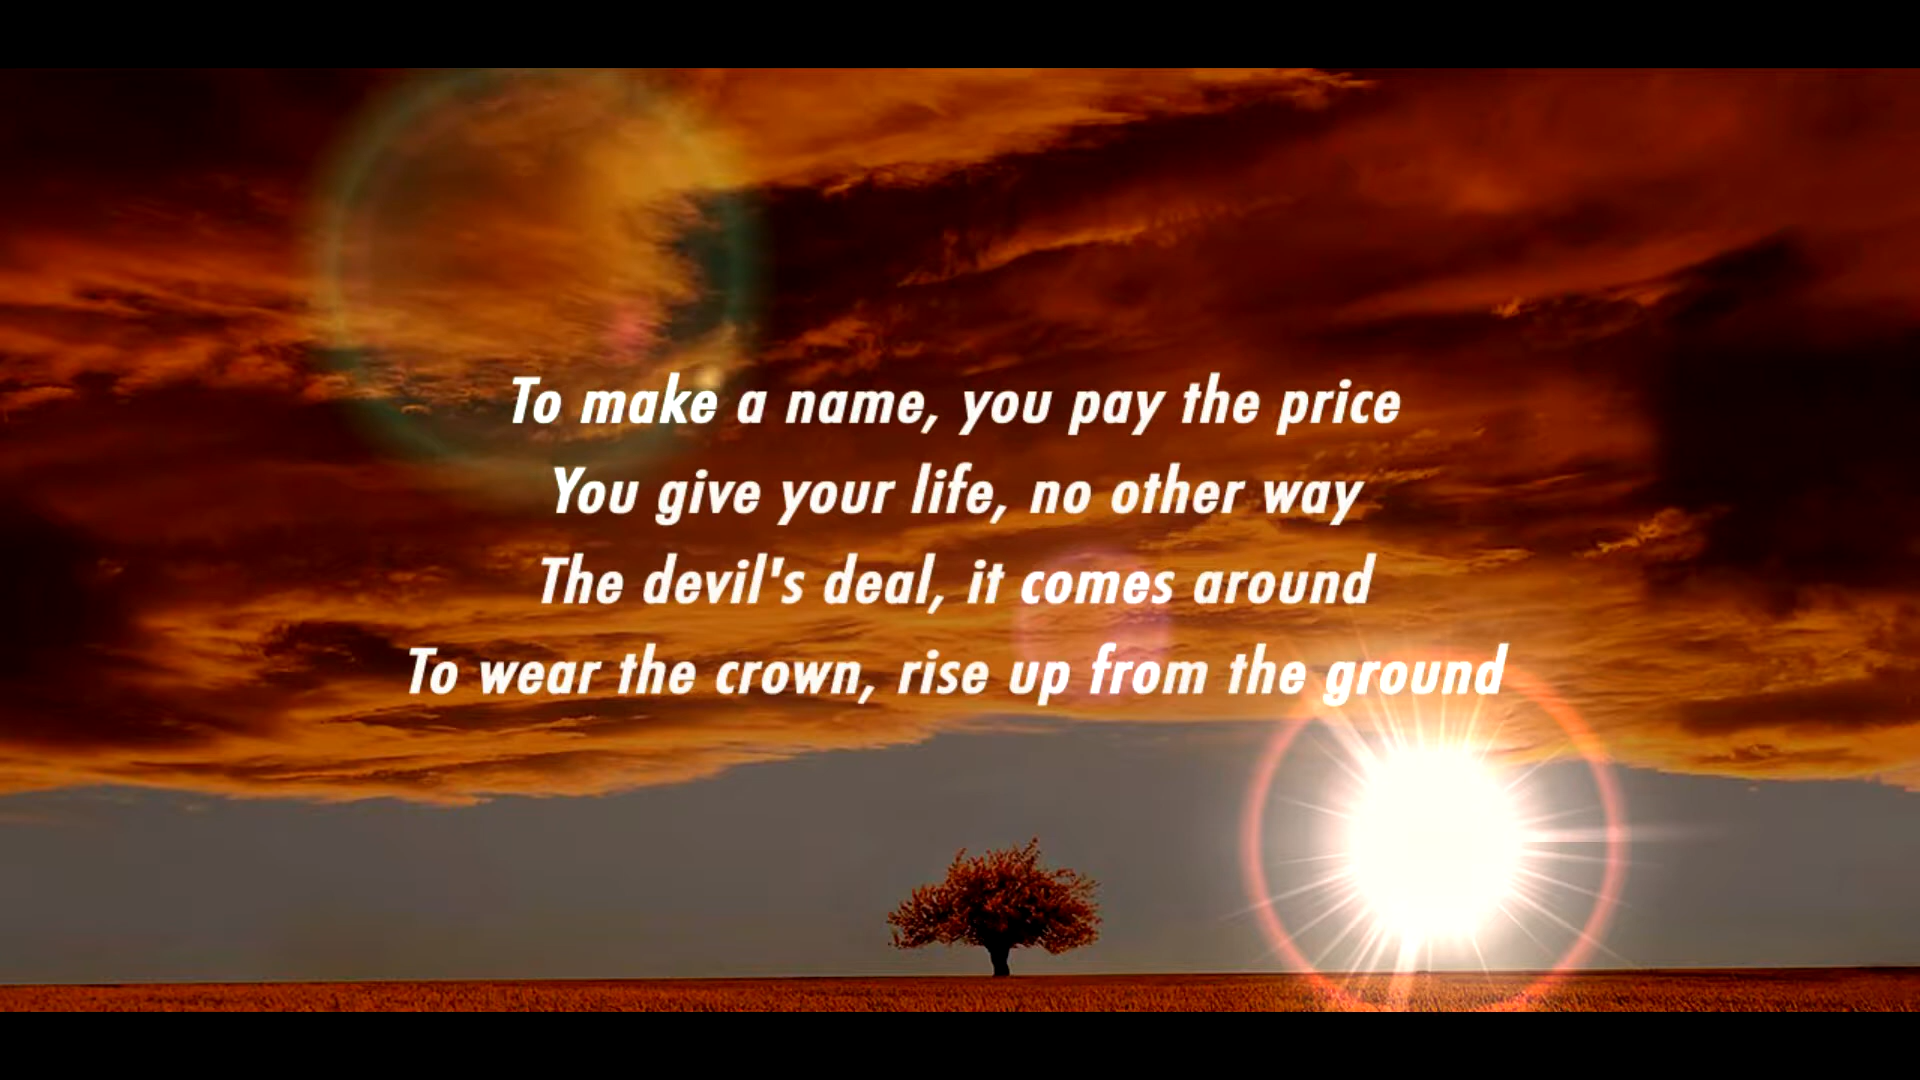 To make a name, you pay the price
You give your life, no other way
The devil's deal, it comes around
To wear the crown, rise up from the ground